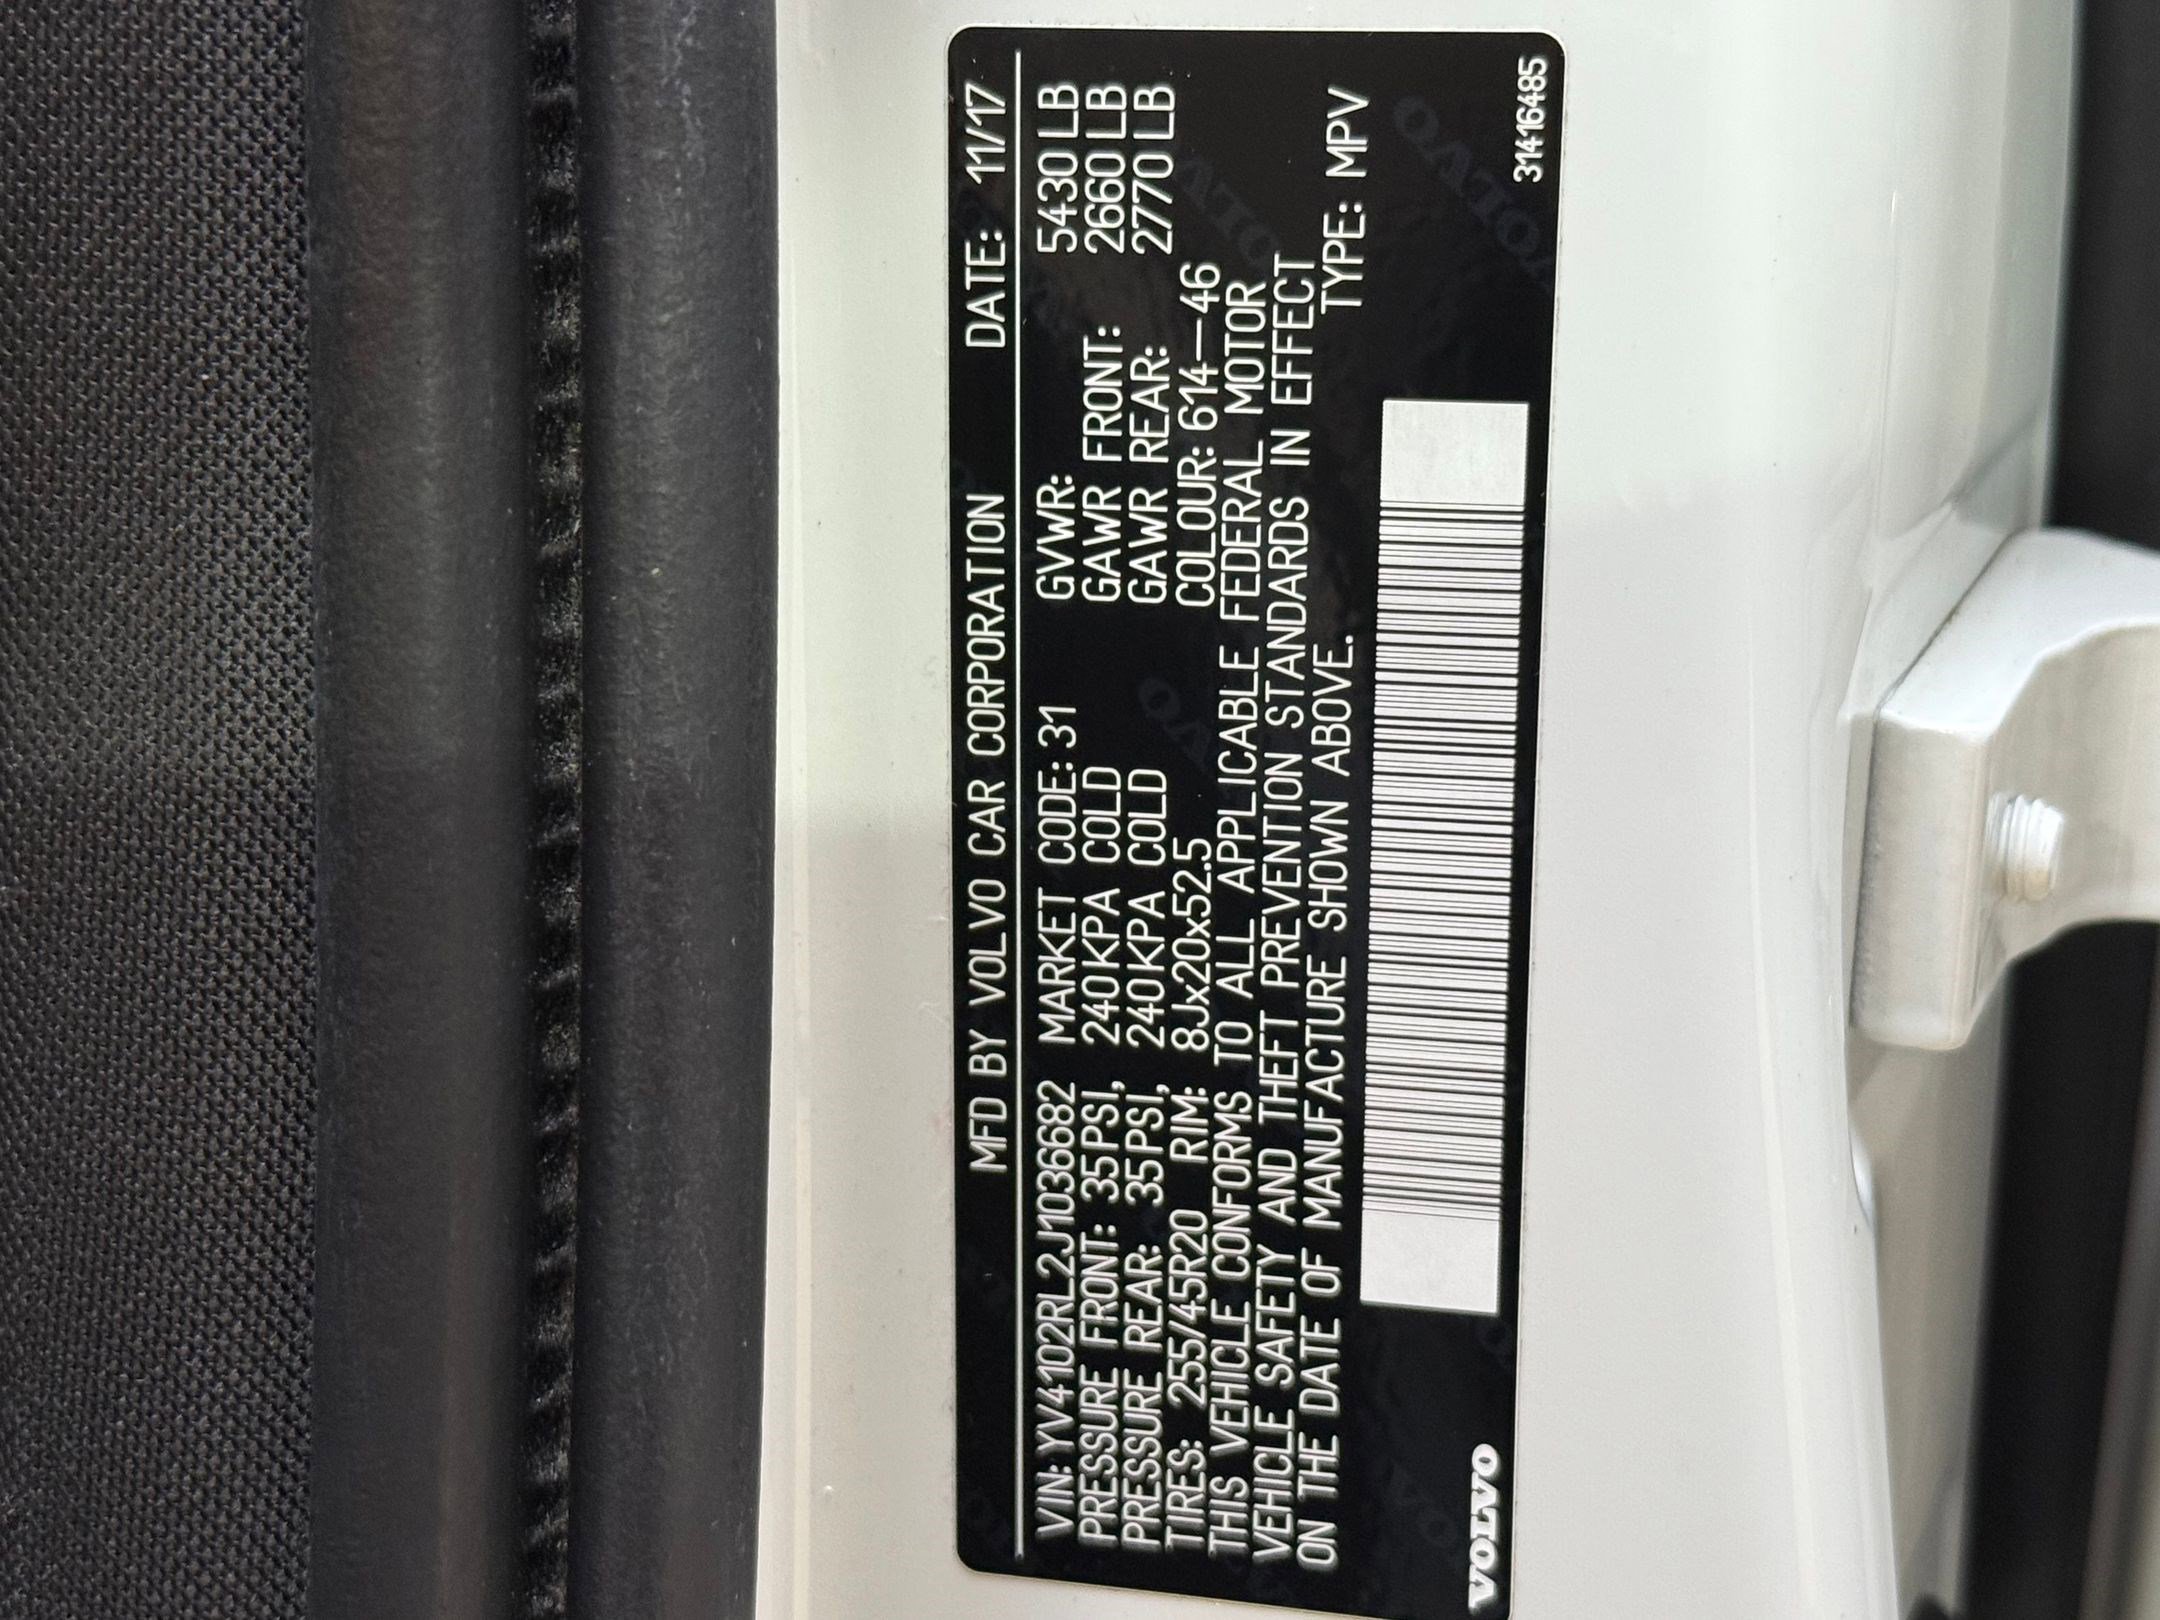 MFD BY VOLVO CAR CORPORATION DATE: 11/17
VIN: YV4102RL2J1036682 MARKET CODE: 31 GVWR: 5430 LB
PRESSURE FRONT: 35PSI, 240KPA COLD GAWR FRONT: 2660 LB
PRESSURE REAR: 35PSI, 240KPA COLD GAWR REAR: 2770 LB
TIRES: 255/45R20 RIM: 8Jx20x52.5 COLOUR: 614—46
THIS VEHICLE CONFORMS TO ALL APPLICABLE FEDERAL MOTOR
VEHICLE SAFETY AND THEFT PREVENTION STANDARDS IN EFFECT
ON THE DATE OF MANUFACTURE SHOWN ABOVE. TYPE: MPV
VOLVO 31416485